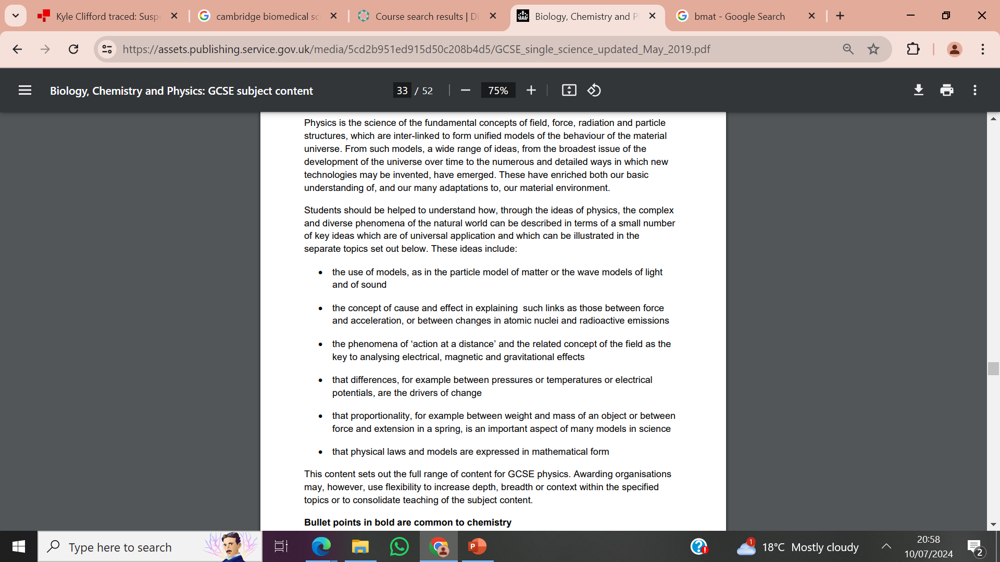 Kyle Clifford traced: Susp
cambridge biomedical sc
Course search results | Di
Biology, Chemistry and P
bmat - Google Search
https://assets.publishing.service.gov.uk/media/5cd2b951ed915d50c208b4d5/GCSE_single_science_updated_May_2019.pdf
Biology, Chemistry and Physics: GCSE subject content
33 / 52
75%
Physics is the science of the fundamental concepts of field, force, radiation and particle
structures, which are inter-linked to form unified models of the behaviour of the material
universe. From such models, a wide range of ideas, from the broadest issue of the
development of the universe over time to the numerous and detailed ways in which new
technologies may be invented, have emerged. These have enriched both our basic
understanding of, and our many adaptations to, our material environment.
Students should be helped to understand how, through the ideas of physics, the complex
and diverse phenomena of the natural world can be described in terms of a small number
of key ideas which are of universal application and which can be illustrated in the
separate topics set out below. These ideas include:
• the use of models, as in the particle model of matter or the wave models of light
and of sound
• the concept of cause and effect in explaining  such links as those between force
and acceleration, or between changes in atomic nuclei and radioactive emissions
• the phenomena of ‘action at a distance’ and the related concept of the field as the
key to analysing electrical, magnetic and gravitational effects
• that differences, for example between pressures or temperatures or electrical
potentials, are the drivers of change
• that proportionality, for example between weight and mass of an object or between
force and extension in a spring, is an important aspect of many models in science
• that physical laws and models are expressed in mathematical form
This content sets out the full range of content for GCSE physics. Awarding organisations
may, however, use flexibility to increase depth, breadth or context within the specified
topics or to consolidate teaching of the subject content.
Bullet points in bold are common to chemistry
Type here to search
1
18°C Mostly cloudy
20:58
10/07/2024
2